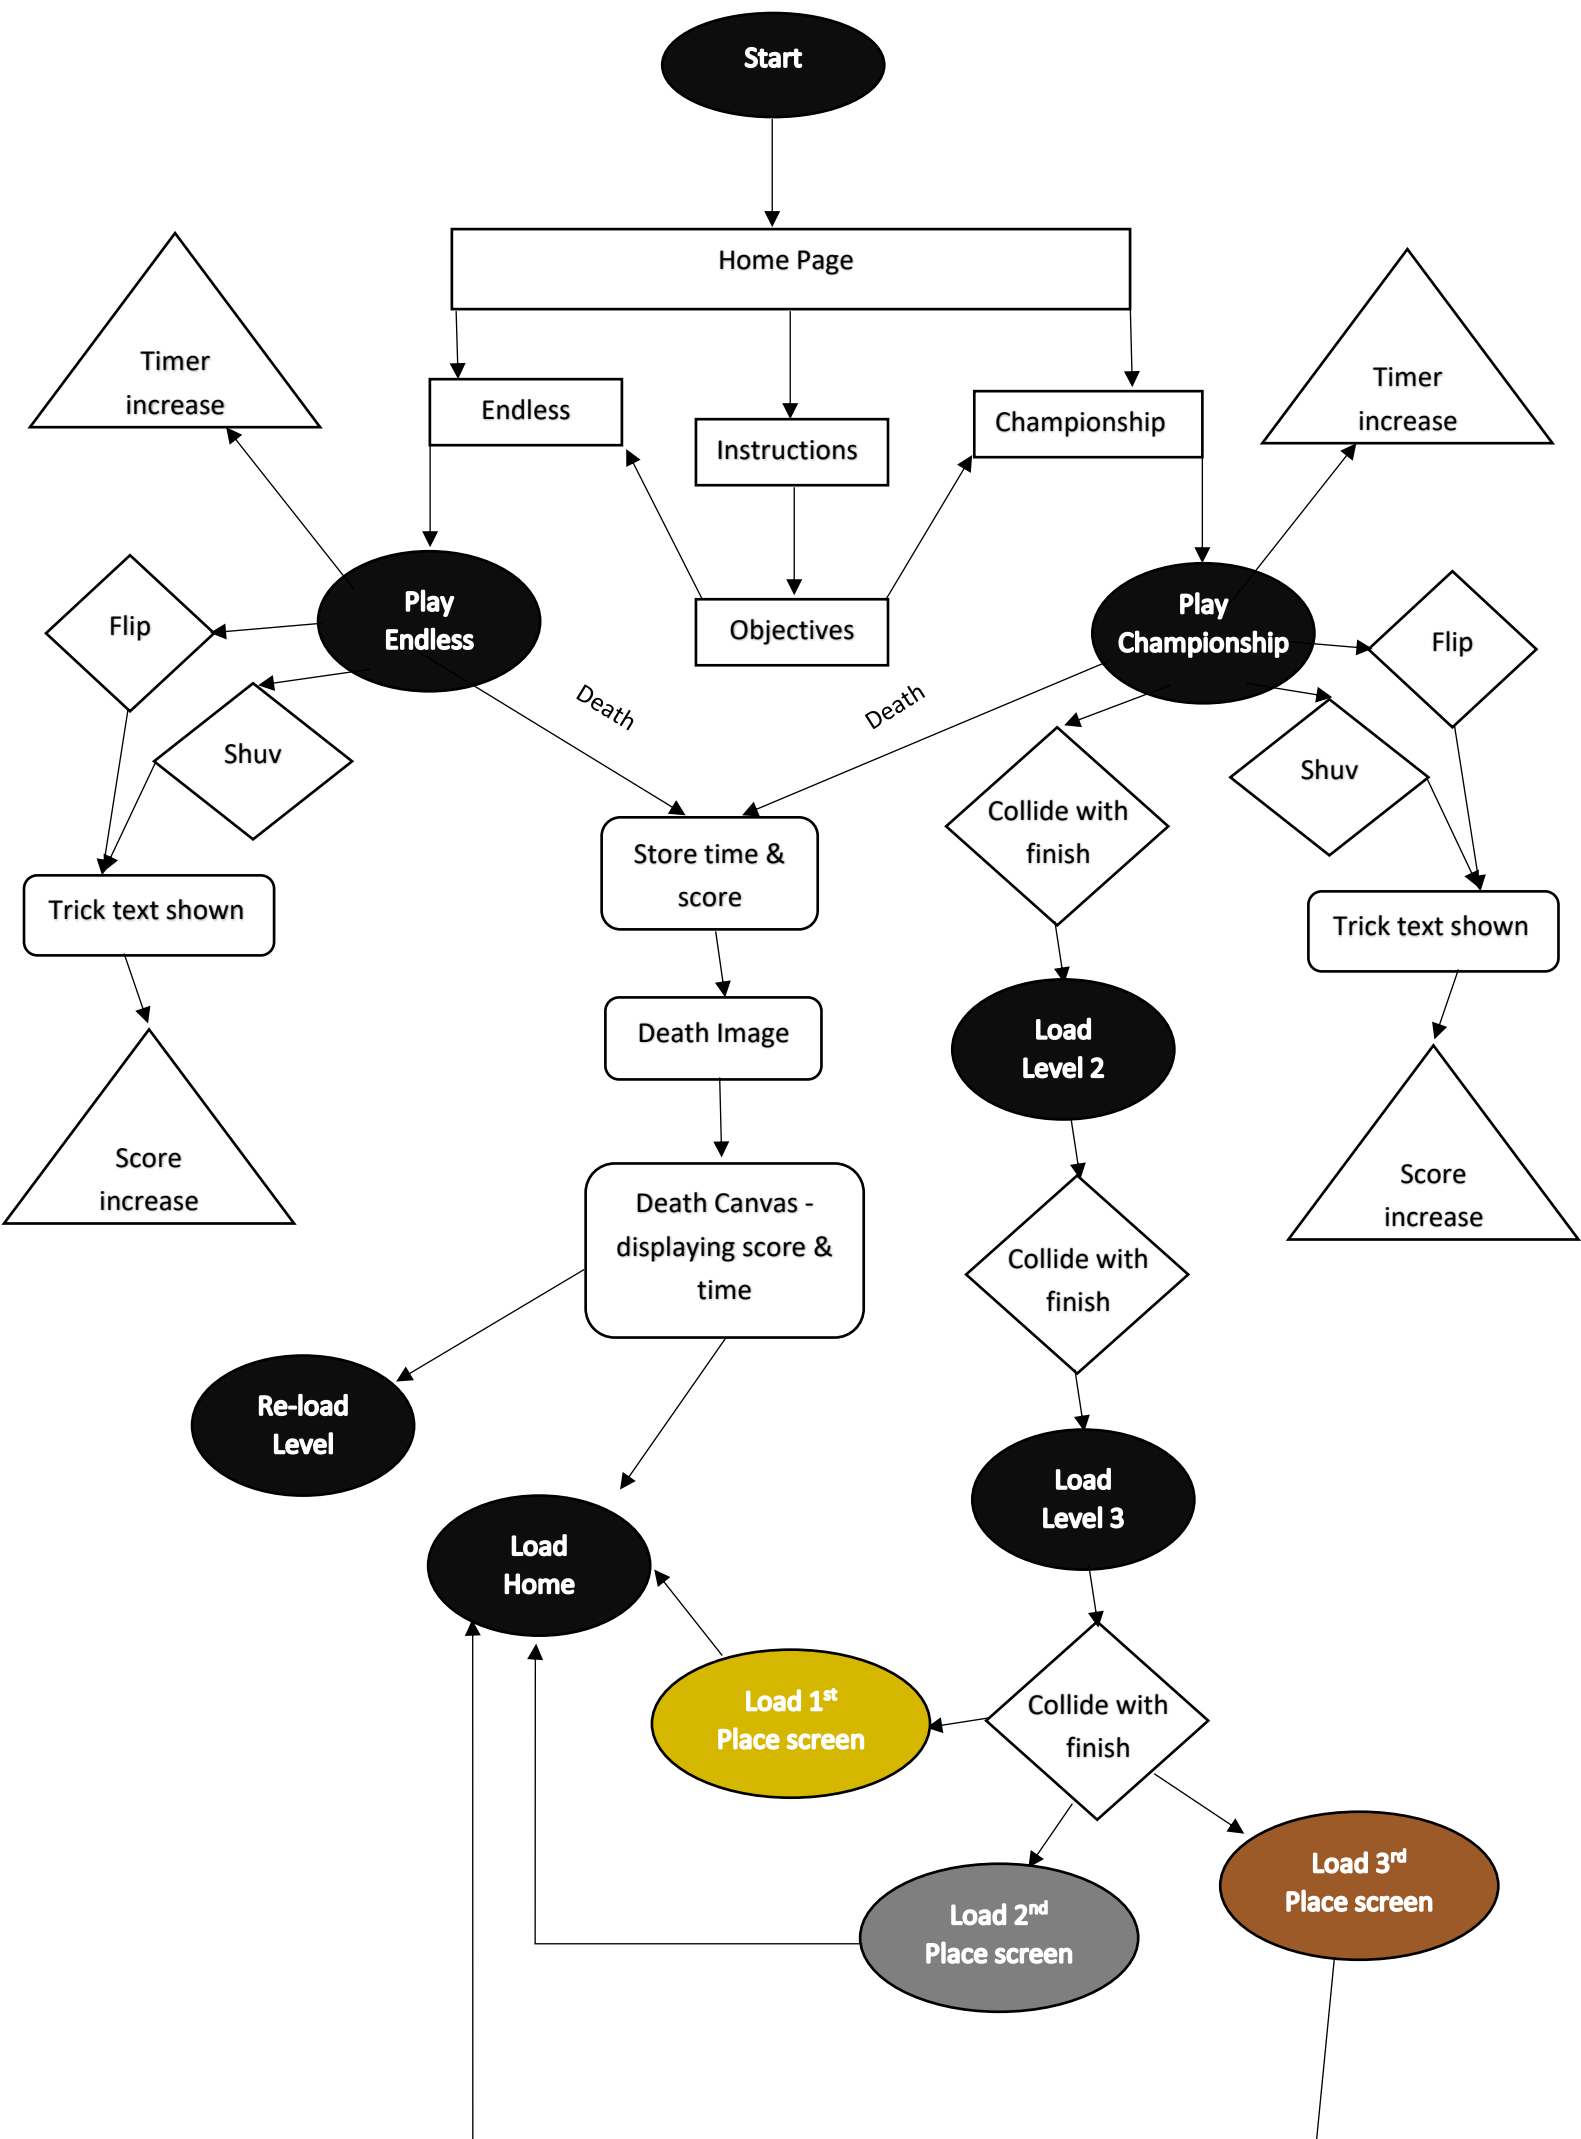 Start
Home Page
Timer
increase
Timer
increase
Endless
Championship
Instructions
Play
Endless
Play
Championship
Objectives
Flip
Flip
Death
Death
Shuv
Shuv
Collide with
finish
Store time &
score
Trick text shown
Trick text shown
Death Image
Load
Level 2
Score
increase
Score
increase
Death Canvas -
displaying score &
time
Collide with
finish
Re-load
Level
Load
Level 3
Load
Home
Load 1st
Place screen
Collide with
finish
Load 3rd
Place screen
Load 2nd
Place screen